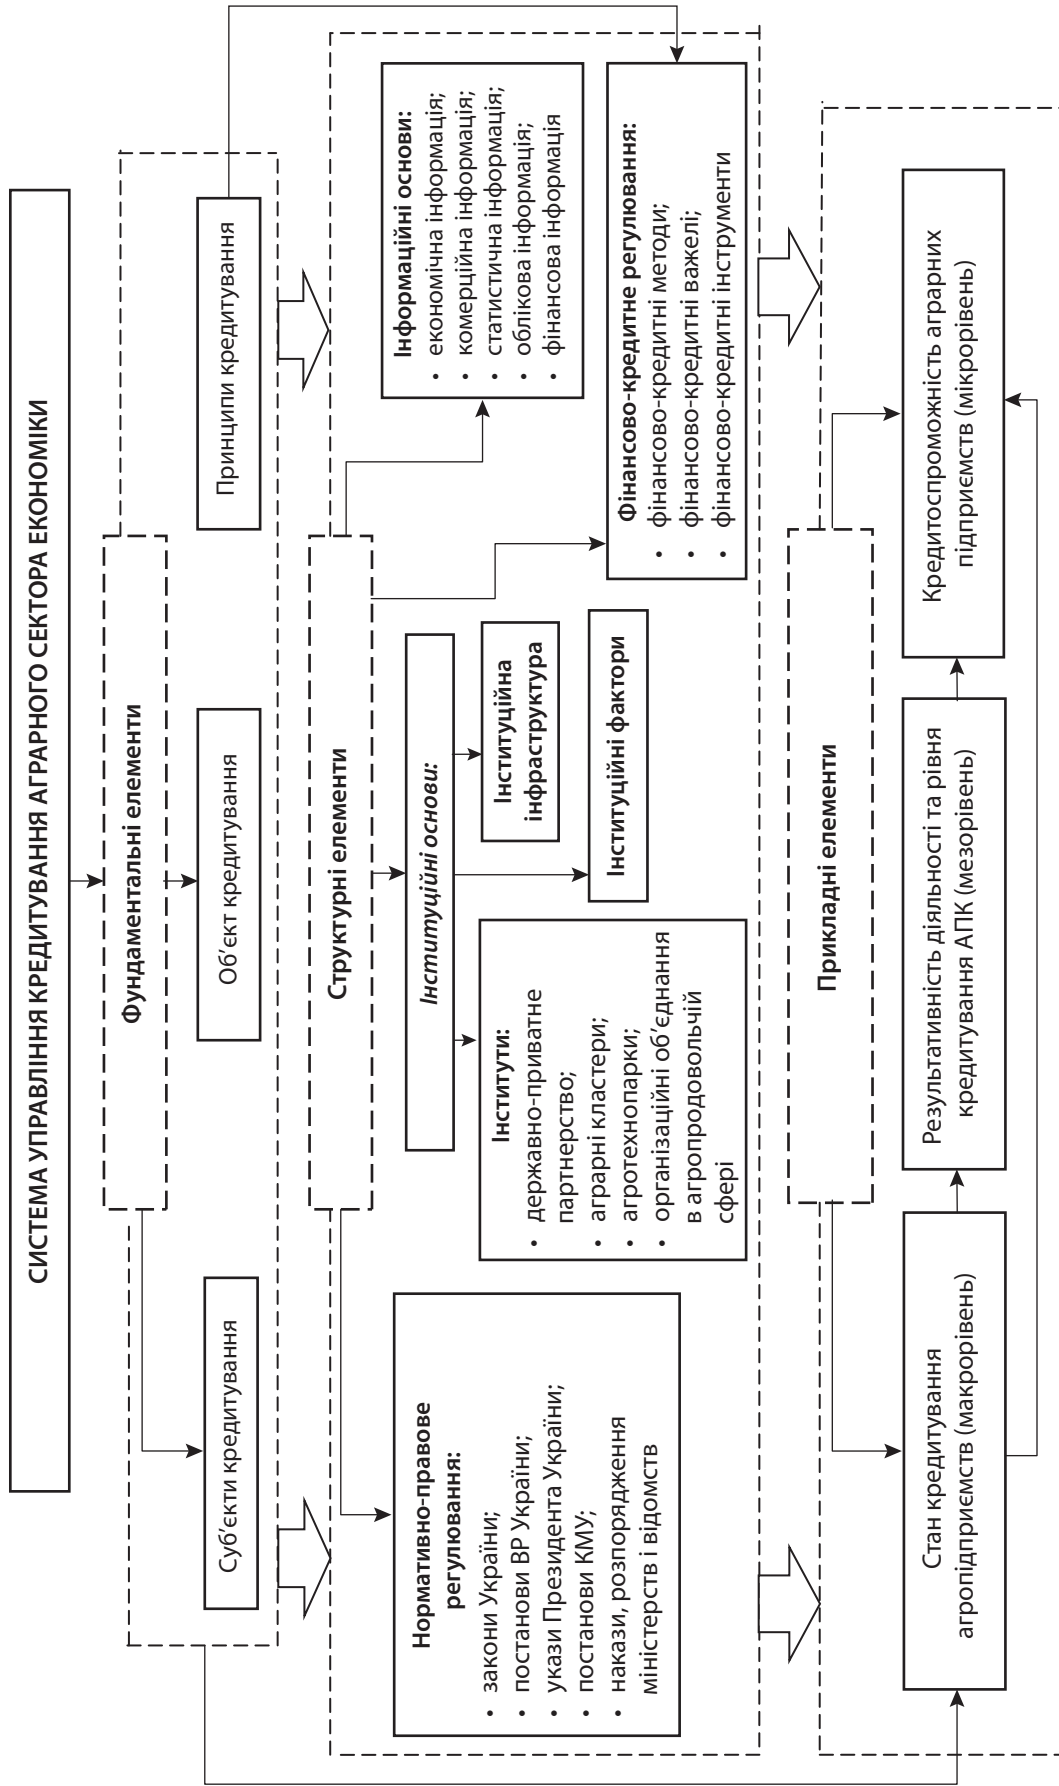 СИСТЕМА УПРАВЛІННЯ КРЕДИТУВАННЯ АГРАРНОГО СЕКТОРА ЕКОНОМІКИ
Фундаментальні елементи
Суб’єкти кредитування
Об’єкт кредитування
Принципи кредитування
Структурні елементи
Нормативно-правове
регулювання:
• закони України;
• постанови ВР України;
• укази Президента України;
• постанови КМУ;
• накази, розпорядження
міністерств і відомств
Інституційні основи:
Інститути:
• державно-приватне
партнерство;
• аграрні кластери;
• агротехнопарки;
• організаційні об’єднання
в агропродовольчій
сфері
Інституційна
інфраструктура
Інституційні фактори
Інформаційні основи:
• економічна інформація;
• комерційна інформація;
• статистична інформація;
• облікова інформація;
• фінансова інформація
Фінансово-кредитне регулювання:
• фінансово-кредитні методи;
• фінансово-кредитні важелі;
• фінансово-кредитні інструменти
Прикладні елементи
Стан кредитування
агропідприємств (макрорівень)
Результативність діяльності та рівня
кредитування АПК (мезорівень)
Кредитоспроможність аграрних
підприємств (мікрорівень)